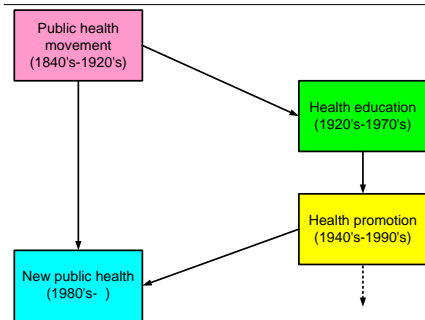 Public health
movement
(1840's-1920's)
Health education
(1920's-1970's)
Health promotion
(1940's-1990's)
New public health
(1980's- )